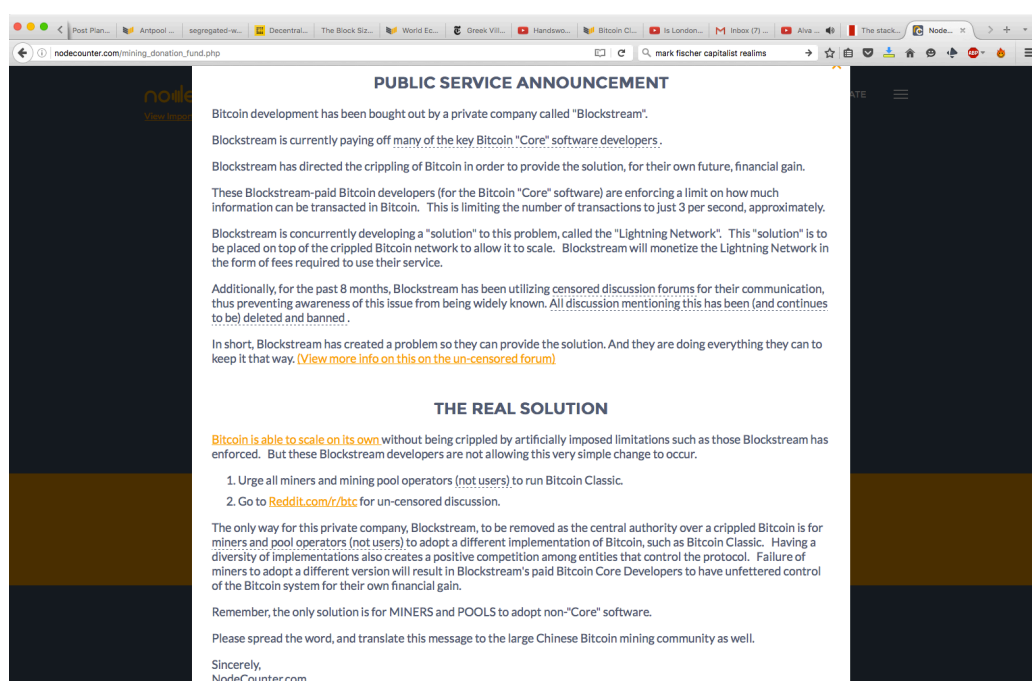 Post Plan...
Antpool ...
segregated-w...
Decentral...
The Block Siz...
World Ec...
Greek Vill...
Handswo...
Bitcoin Cl...
Is London...
Inbox (7) ...
Alva ...
The stack...
Node...
nodecounter.com/mining_donation_fund.php
mark fischer capitalist realims
ABP
View Impor
ATE
PUBLIC SERVICE ANNOUNCEMENT
Bitcoin development has been bought out by a private company called "Blockstream".
Blockstream is currently paying off many of the key Bitcoin "Core" software developers .
Blockstream has directed the crippling of Bitcoin in order to provide the solution, for their own future, financial gain.
These Blockstream-paid Bitcoin developers (for the Bitcoin "Core" software) are enforcing a limit on how much
information can be transacted in Bitcoin. This is limiting the number of transactions to just 3 per second, approximately.
Blockstream is concurrently developing a "solution" to this problem, called the "Lightning Network". This "solution" is to
be placed on top of the crippled Bitcoin network to allow it to scale. Blockstream will monetize the Lightning Network in
the form of fees required to use their service.
Additionally, for the past 8 months, Blockstream has been utilizing censored discussion forums for their communication,
thus preventing awareness of this issue from being widely known. All discussion mentioning this has been (and continues
to be) deleted and banned .
In short, Blockstream has created a problem so they can provide the solution. And they are doing everything they can to
keep it that way. (View more info on this on the un-censored forum)
THE REAL SOLUTION
Bitcoin is able to scale on its own without being crippled by artificially imposed limitations such as those Blockstream has
enforced. But these Blockstream developers are not allowing this very simple change to occur.
1. Urge all miners and mining pool operators (not users) to run Bitcoin Classic.
2. Go to Reddit.com/r/btc for un-censored discussion.
The only way for this private company, Blockstream, to be removed as the central authority over a crippled Bitcoin is for
miners and pool operators (not users) to adopt a different implementation of Bitcoin, such as Bitcoin Classic. Having a
diversity of implementations also creates a positive competition among entities that control the protocol. Failure of
miners to adopt a different version will result in Blockstream's paid Bitcoin Core Developers to have unfettered control
of the Bitcoin system for their own financial gain.
Remember, the only solution is for MINERS and POOLS to adopt non-"Core" software.
Please spread the word, and translate this message to the large Chinese Bitcoin mining community as well.
Sincerely,
NodeCounter.com